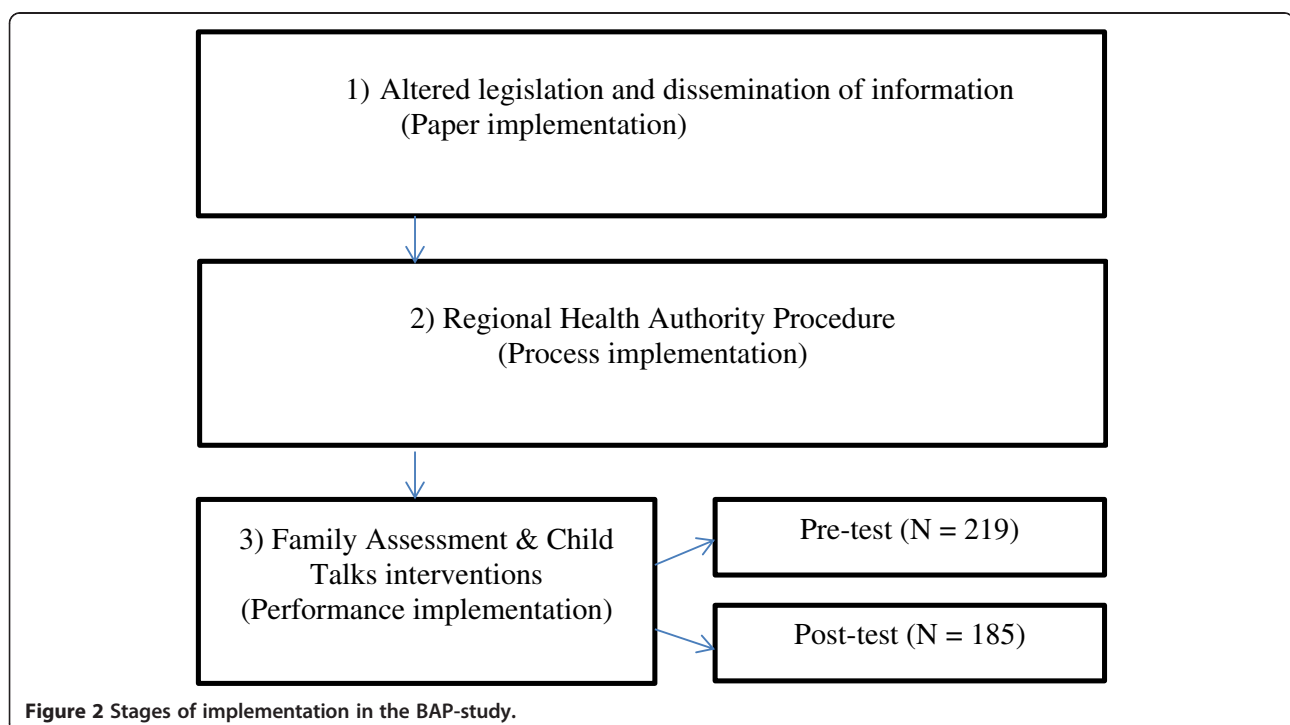 1) Altered legislation and dissemination of information
(Paper implementation)
2) Regional Health Authority Procedure
(Process implementation)
3) Family Assessment & Child
Talks interventions
(Performance implementation)
Pre-test (N = 219)
Post-test (N = 185)
Figure 2 Stages of implementation in the BAP-study.